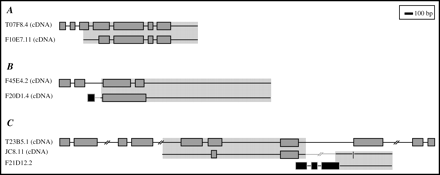 A
100 bp
T07F8.4 (cDNA)
F10E7.11 (cDNA)
B
F45E4.2 (cDNA)
F20D1.4 (cDNA)
C
T23B5.1 (cDNA)
JC8.11 (cDNA)
F21D12.2